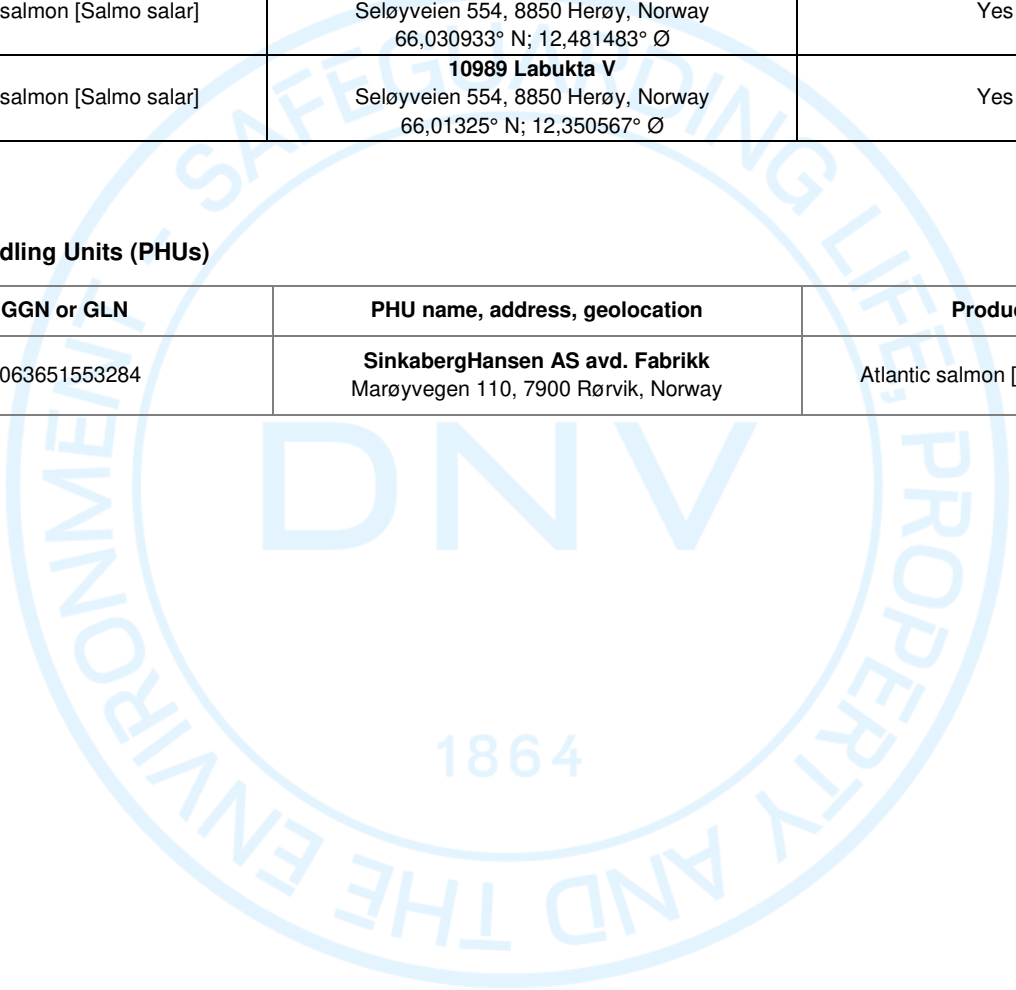 salmon [Salmo salar]
Seløyveien 554, 8850 Herøy, Norway
66,030933° N; 12,481483° Ø
Yes
salmon [Salmo salar]
10989 Labukta V
Seløyveien 554, 8850 Herøy, Norway
66,01325° N; 12,350567° Ø
Yes
dling Units (PHUs)
GGN or GLN
PHU name, address, geolocation
Produc
063651553284
SinkabergHansen AS avd. Fabrikk
Marøyvegen 110, 7900 Rørvik, Norway
Atlantic salmon [
SAFEGUARDING LIFE, PROPERTY AND THE ENVIRONMENT -
DNV
1864